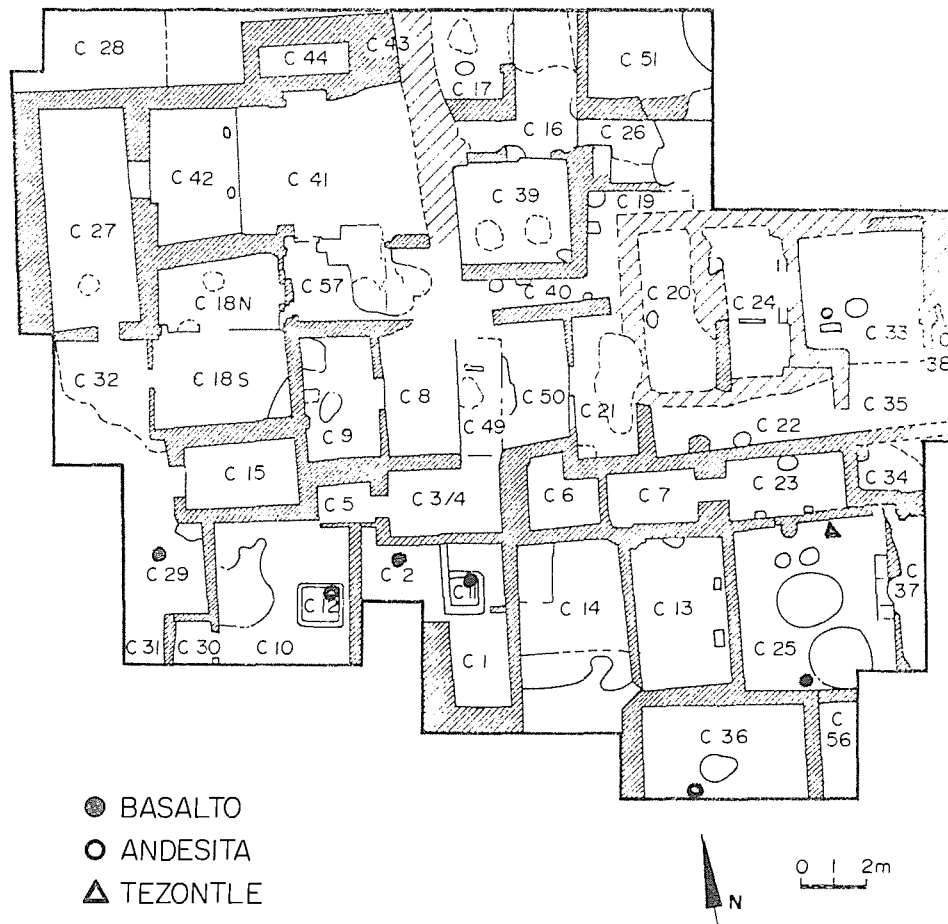 C 28
C 44
C 43
C 17
C 51
C 16
C 26
C 42
C 41
C 39
C 19
C 27
C 57
C 18N
C 40
C 20
C 24
C 33
C
38
C 32
C 18 S
C 8
C 50
C 21
C 35
C 9
C 49
C 22
C 15
C 5
C 3/4
C 6
C 7
C 23
C 34
C 29
C 2
C 12
C 14
C 13
C
37
C 31
C 30
C 10
C 1
C 25
C 36
C
56
BASALTO
ANDESITA
TEZONTLE
N
0 1 2m